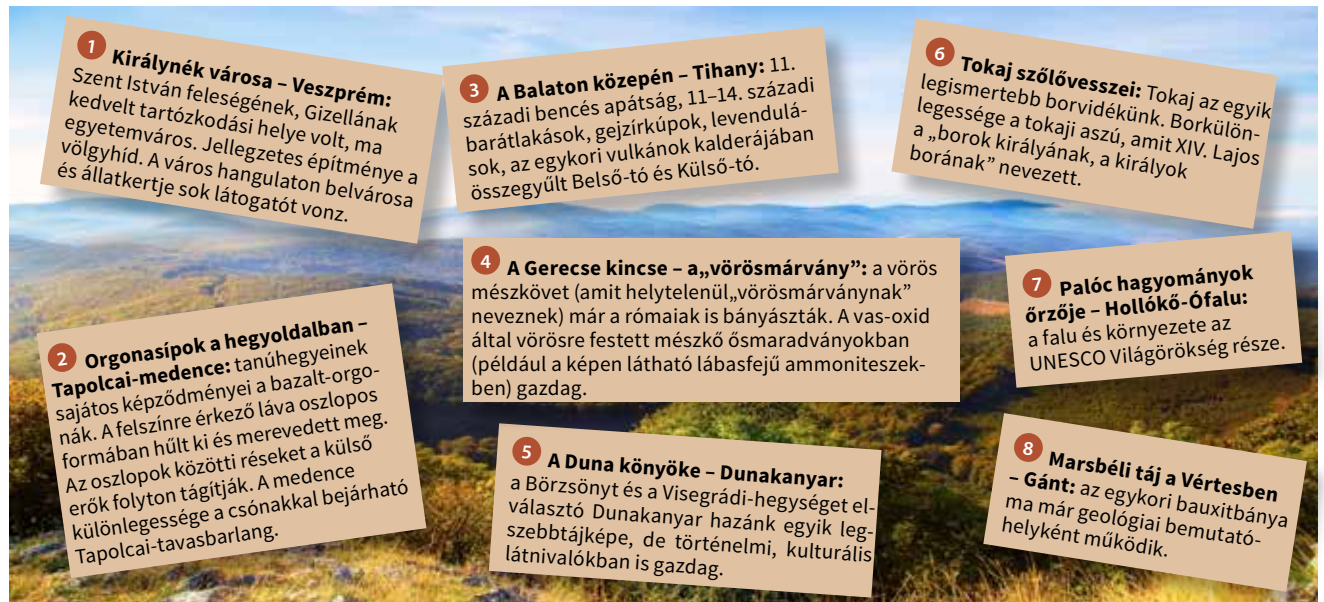 1 Királynék városa – Veszprém:
Szent István feleségének, Gizellának
kedvelt tartózkodási helye volt, ma
egyetemváros. Jellegzetes építménye a
völgyhíd. A város hangulaton belvárosa
és állatkertje sok látogatót vonz.
2 Orgonasípok a hegyoldalban –
Tapolcai-medence: tanúhegyeinek
sajátos képződményei a bazalt-orgo-
nák. A felszínre érkező láva oszlopos
formában hűlt ki és merevedett meg.
Az oszlopok közötti réseket a külső
erők folyton tágítják. A medence
különlegessége a csónakkal bejárható
Tapolcai-tavasbarlang.
3 A Balaton közepén – Tihany: 11.
századi bencés apátság, 11–14. századi
barátlakások, gejzírkúpok, levendulá-
sok, az egykori vulkánok kalderájában
összegyűlt Belső-tó és Külső-tó.
4 A Gerecse kincse – a„vörösmárvány”: a vörös
mészkövet (amit helytelenül„vörösmárványnak”
neveznek) már a rómaiak is bányászták. A vas-oxid
által vörösre festett mészkő ősmaradványokban
(például a képen látható lábasfejű ammoniteszek-
ben) gazdag.
5 A Duna könyöke – Dunakanyar:
a Börzsönyt és a Visegrádi-hegységet el-
választó Dunakanyar hazánk egyik leg-
szebbtájképe, de történelmi, kulturális
látnivalókban is gazdag.
6 Tokaj szőlővesszei: Tokaj az egyik
legismertebb borvidékünk. Borkülön-
legessége a tokaji aszú, amit XIV. Lajos
a „borok királyának, a királyok
borának” nevezett.
7 Palóc hagyományok
őrzője – Hollókő-Ófalu:
a falu és környezete az
UNESCO Világörökség része.
8 Marsbéli táj a Vértesben
– Gánt: az egykori bauxitbánya
ma már geológiai bemutató-
helyként működik.